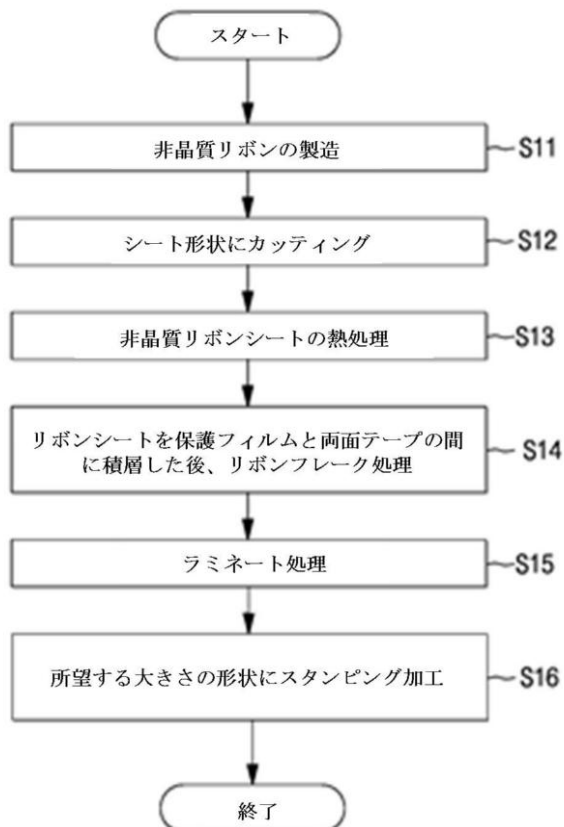 スタート
非晶質リボンの製造
S11
シート形状にカッティング
S12
非晶質リボンシートの熱処理
S13
リボンシートを保護フィルムと両面テープの間
に積層した後、リボンフレーク処理
S14
ラミネート処理
S15
所望する大きさの形状にスタンピング加工
S16
終了